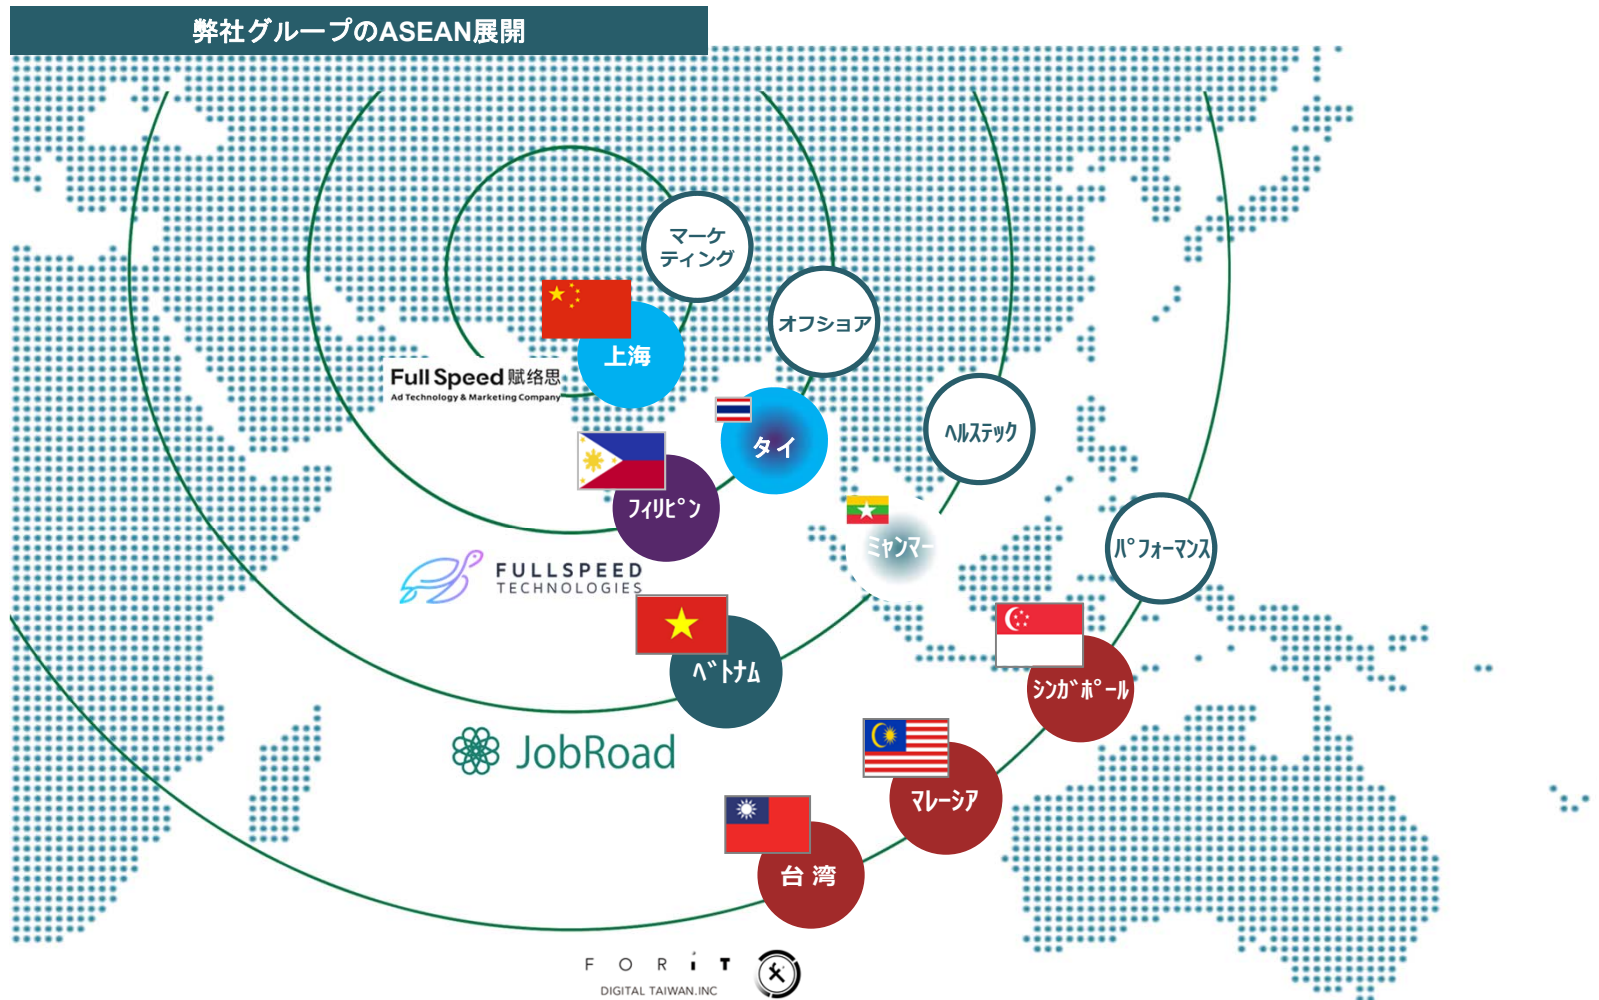 弊社グループのASEAN展開
マーケ
ティング
オフショア
上海
Full Speed 赋络思
Ad Technology & Marketing Company
タイ
ﾍﾙｽﾃｯｸ
ﾌｨﾘﾋﾟﾝ
ﾐｬﾝﾏｰ
ﾊﾟﾌｫｰﾏﾝｽ
FULLSPEED
TECHNOLOGIES
ﾍﾞﾄﾅﾑ
ｼﾝｶﾞﾎﾟｰﾙ
JobRoad
ﾏﾚｰｼｱ
台 湾
FORiT
DIGITAL TAIWAN.INC